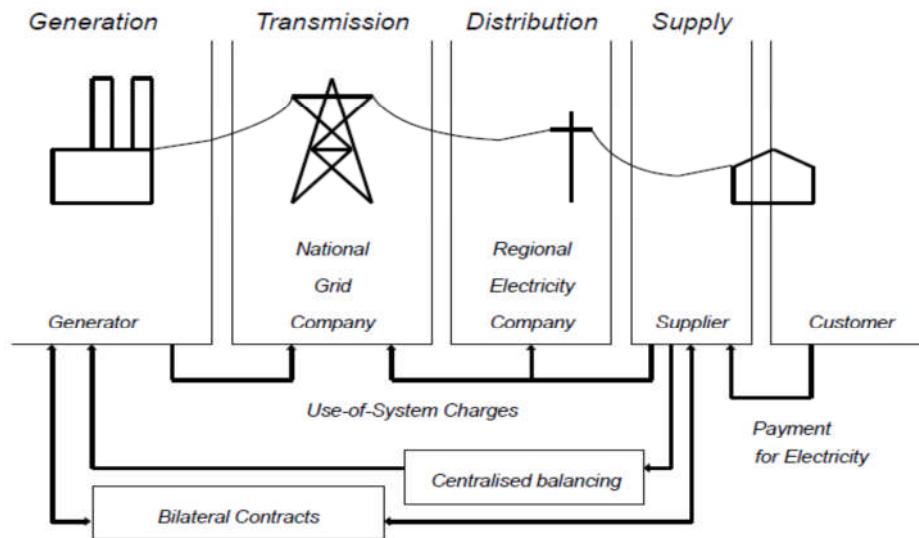 Generation
Transmission
Distribution
Supply
National
Grid
Company
Regional
Electricity
Company
Generator
Supplier
Customer
Use-of-System Charges
Payment
for Electricity
Centralised balancing
Bilateral Contracts